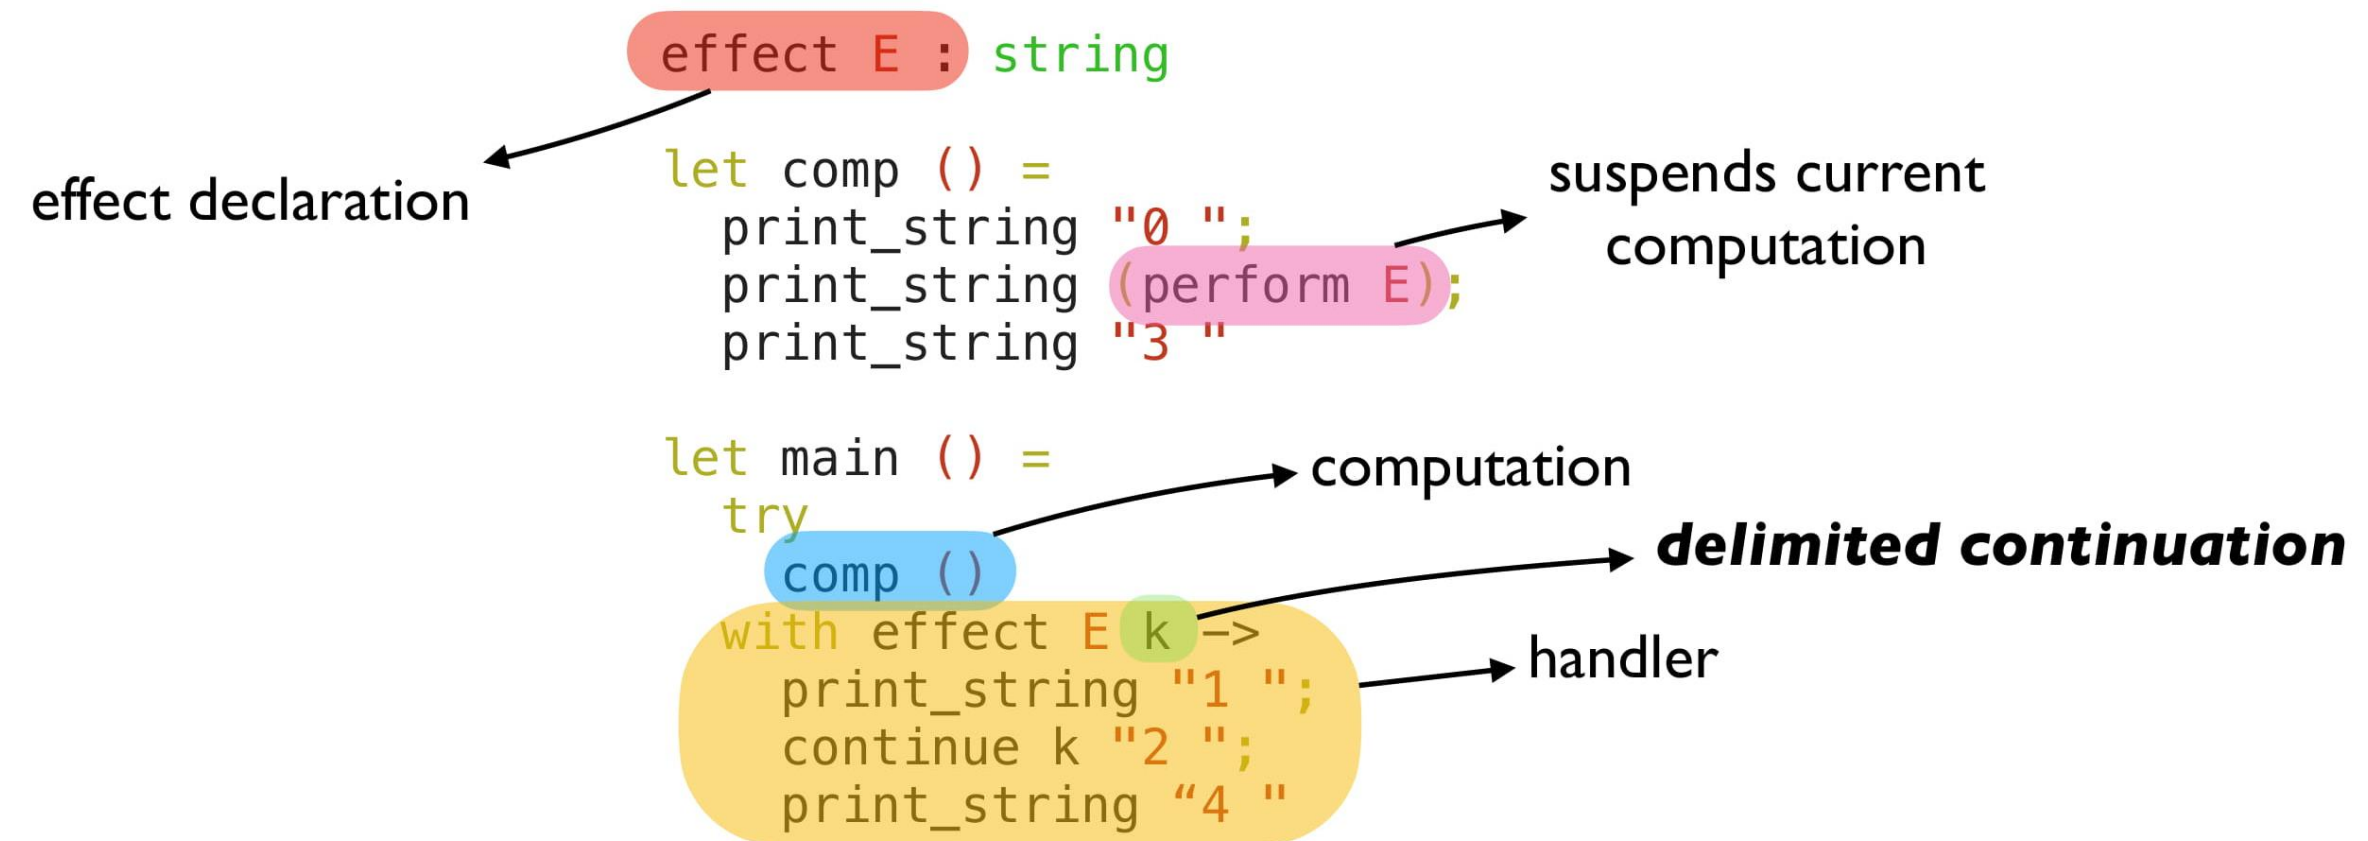 effect E : string
effect declaration
let comp () =
print_string "0 ";
print_string (perform E);
print_string "3 "
suspends current
computation
let main () =
try
comp ()
with effect E k ->
print_string "1 ";
continue k "2 ";
print_string “4 "
computation
delimited continuation
handler